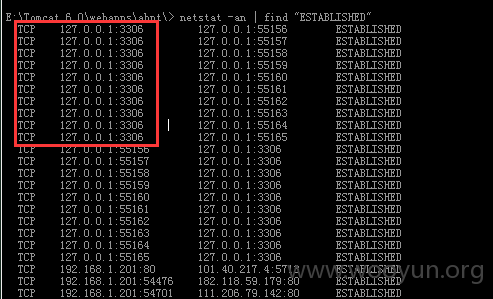 E:\Tomcat 6.0\webapps\abnt\> netstat -an | find "ESTABLISHED"
TCP 127.0.0.1:3306 127.0.0.1:55156 ESTABLISHED
TCP 127.0.0.1:3306 127.0.0.1:55157 ESTABLISHED
TCP 127.0.0.1:3306 127.0.0.1:55158 ESTABLISHED
TCP 127.0.0.1:3306 127.0.0.1:55159 ESTABLISHED
TCP 127.0.0.1:3306 127.0.0.1:55160 ESTABLISHED
TCP 127.0.0.1:3306 127.0.0.1:55161 ESTABLISHED
TCP 127.0.0.1:3306 127.0.0.1:55162 ESTABLISHED
TCP 127.0.0.1:3306 127.0.0.1:55163 ESTABLISHED
TCP 127.0.0.1:3306 127.0.0.1:55164 ESTABLISHED
TCP 127.0.0.1:3306 127.0.0.1:55165 ESTABLISHED
TCP 127.0.0.1:55156 127.0.0.1:3306 ESTABLISHED
TCP 127.0.0.1:55157 127.0.0.1:3306 ESTABLISHED
TCP 127.0.0.1:55158 127.0.0.1:3306 ESTABLISHED
TCP 127.0.0.1:55159 127.0.0.1:3306 ESTABLISHED
TCP 127.0.0.1:55160 127.0.0.1:3306 ESTABLISHED
TCP 127.0.0.1:55161 127.0.0.1:3306 ESTABLISHED
TCP 127.0.0.1:55162 127.0.0.1:3306 ESTABLISHED
TCP 127.0.0.1:55163 127.0.0.1:3306 ESTABLISHED
TCP 127.0.0.1:55164 127.0.0.1:3306 ESTABLISHED
TCP 127.0.0.1:55165 127.0.0.1:3306 ESTABLISHED
TCP 192.168.1.201:80 ESTABLISHED
TCP 192.168.1.201:54476 182.118.59.179:80 ESTABLISHED
TCP 192.168.1.201:54701 111.206.79.142:80 ESTABLISHED
www.wooyun.org